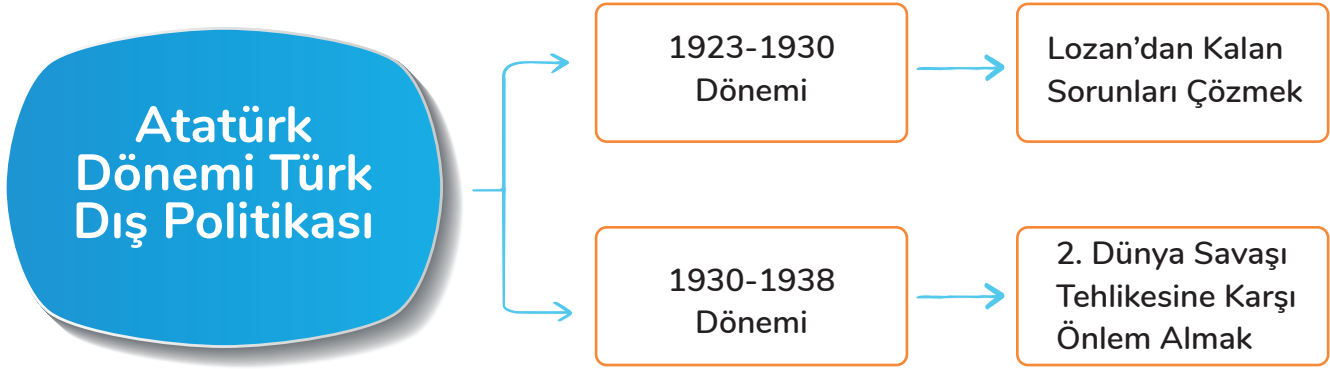 Atatürk
Dönemi Türk
Dış Politikası
1923-1930
Dönemi
Lozan’dan Kalan
Sorunları Çözmek
1930-1938
Dönemi
2. Dünya Savaşı
Tehlikesine Karşı
Önlem Almak